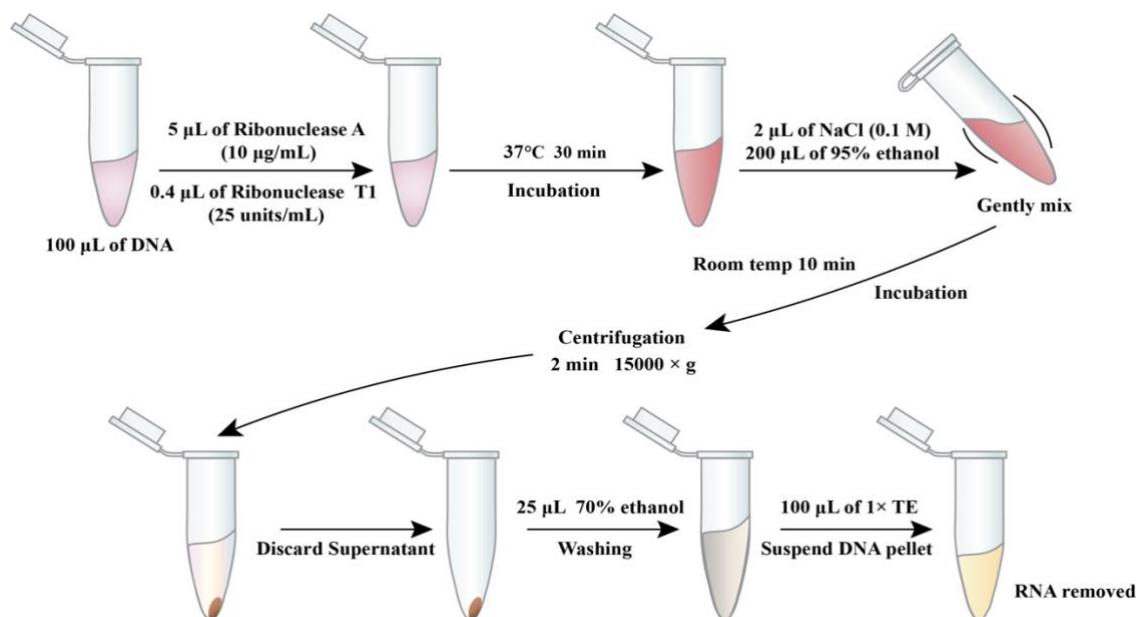 5 μL of Ribonuclease A
(10 μg/mL)
0.4 μL of Ribonuclease T1
(25 units/mL)
100 μL of DNA
37°C 30 min
Incubation
2 μL of NaCl (0.1 M)
200 μL of 95% ethanol
Gently mix
Room temp 10 min
Incubation
Centrifugation
2 min 15000 × g
Discard Supernatant
25 μL 70% ethanol
Washing
100 μL of 1× TE
Suspend DNA pellet
RNA removed